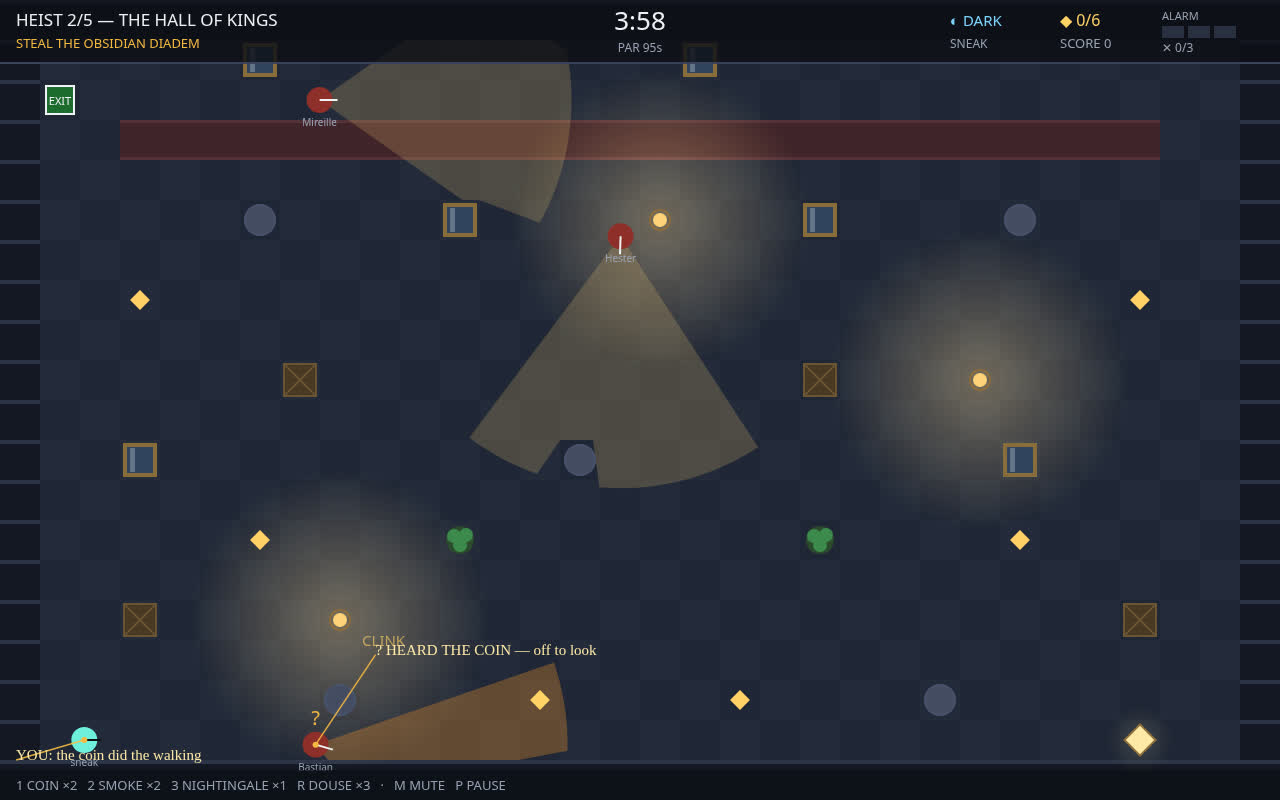 HEIST 2/5 — THE HALL OF KINGS
STEAL THE OBSIDIAN DIADEM
3:58
PAR 95s
DARK
SNEAK
0/6
SCORE 0
ALARM
✕ 0/3
EXIT
Mireille
Hester
CLINK
? HEARD THE COIN — off to look
?
YOU: the coin did the walking
Sneak
Bastian
1 COIN ×2 2 SMOKE ×2 3 NIGHTINGALE ×1 R DOUSE ×3 · M MUTE P PAUSE